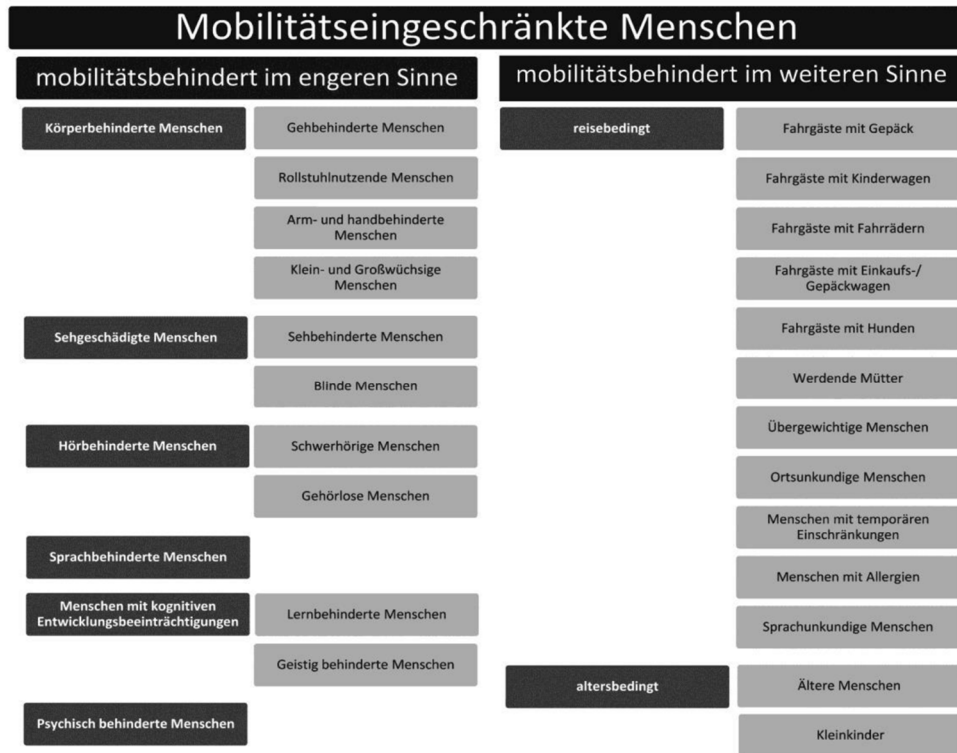 Mobilitätseingeschränkte Menschen
mobilitätsbehindert im engeren Sinne
Körperbehinderte Menschen
Gehbehinderte Menschen
Rollstuhlnutzende Menschen
Arm- und handbehinderte
Menschen
Klein- und Großwüchsige
Menschen
Sehgeschädigte Menschen
Sehbehinderte Menschen
Blinde Menschen
Hörbehinderte Menschen
Schwerhörige Menschen
Gehörlose Menschen
Sprachbehinderte Menschen
Menschen mit kognitiven
Entwicklungsbeeinträchtigungen
Lernbehinderte Menschen
Geistig behinderte Menschen
Psychisch behinderte Menschen
mobilitätsbehindert im weiteren Sinne
reisebedingt
Fahrgäste mit Gepäck
Fahrgäste mit Kinderwagen
Fahrgäste mit Fahrrädern
Fahrgäste mit Einkaufs-/
Gepäckwagen
Fahrgäste mit Hunden
Werdende Mütter
Übergewichtige Menschen
Ortsunkundige Menschen
Menschen mit temporären
Einschränkungen
Menschen mit Allergien
Sprachunkundige Menschen
altersbedingt
Ältere Menschen
Kleinkinder